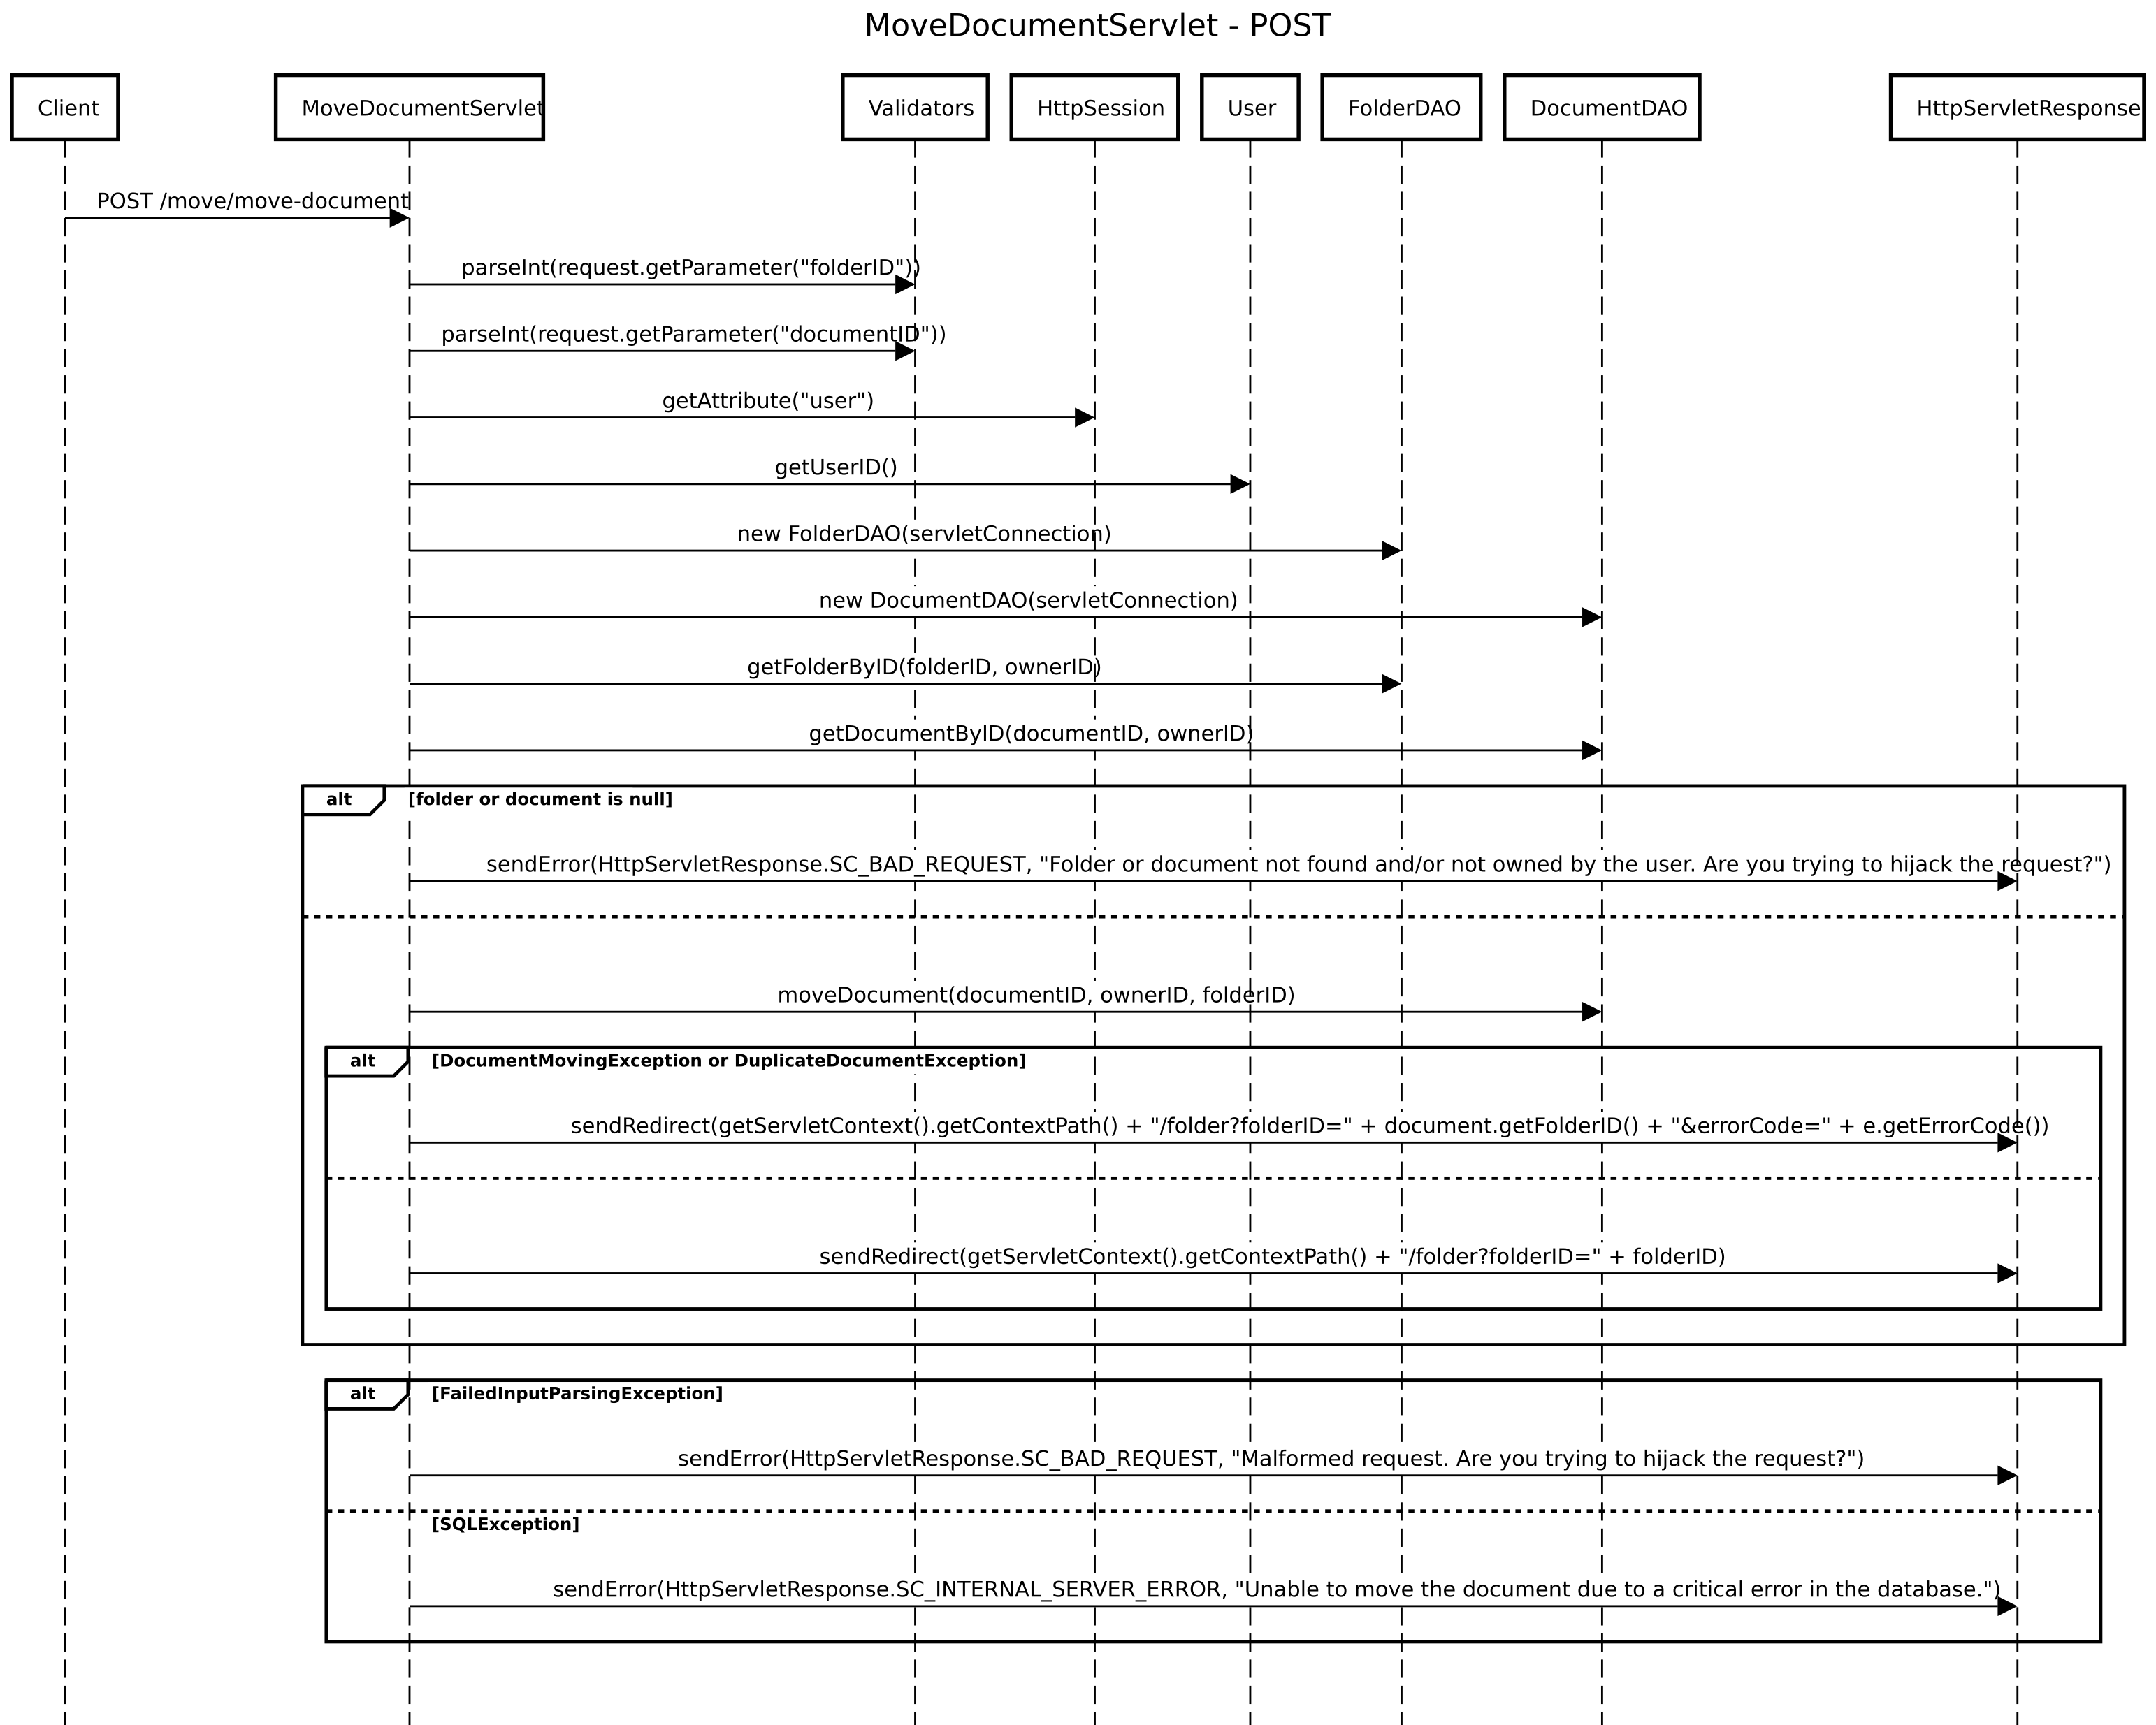 MoveDocumentServlet - POST
Client
MoveDocumentServlet
Validators
HttpSession
User
FolderDAO
DocumentDAO
HttpServletResponse
POST /move/move-document
parseInt(request.getParameter("folderID"))
parseInt(request.getParameter("documentID"))
getAttribute("user")
getUserID()
new FolderDAO(servletConnection)
new DocumentDAO(servletConnection)
getFolderByID(folderID, ownerID)
getDocumentByID(documentID, ownerID)
alt [folder or document is null]
sendError(HttpServletResponse.SC_BAD_REQUEST, "Folder or document not found and/or not owned by the user. Are you trying to hijack the request?")
moveDocument(documentID, ownerID, folderID)
alt [DocumentMovingException or DuplicateDocumentException]
sendRedirect(getServletContext().getContextPath() + "/folder?folderID=" + document.getFolderID() + "&errorCode=" + e.getErrorCode())
sendRedirect(getServletContext().getContextPath() + "/folder?folderID=" + folderID)
alt [FailedInputParsingException]
sendError(HttpServletResponse.SC_BAD_REQUEST, "Malformed request. Are you trying to hijack the request?")
[SQLException]
sendError(HttpServletResponse.SC_INTERNAL_SERVER_ERROR, "Unable to move the document due to a critical error in the database.")